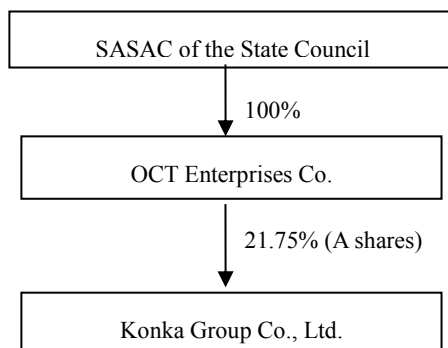 SASAC of the State Council
100%
OCT Enterprises Co.
21.75% (A shares)
Konka Group Co., Ltd.